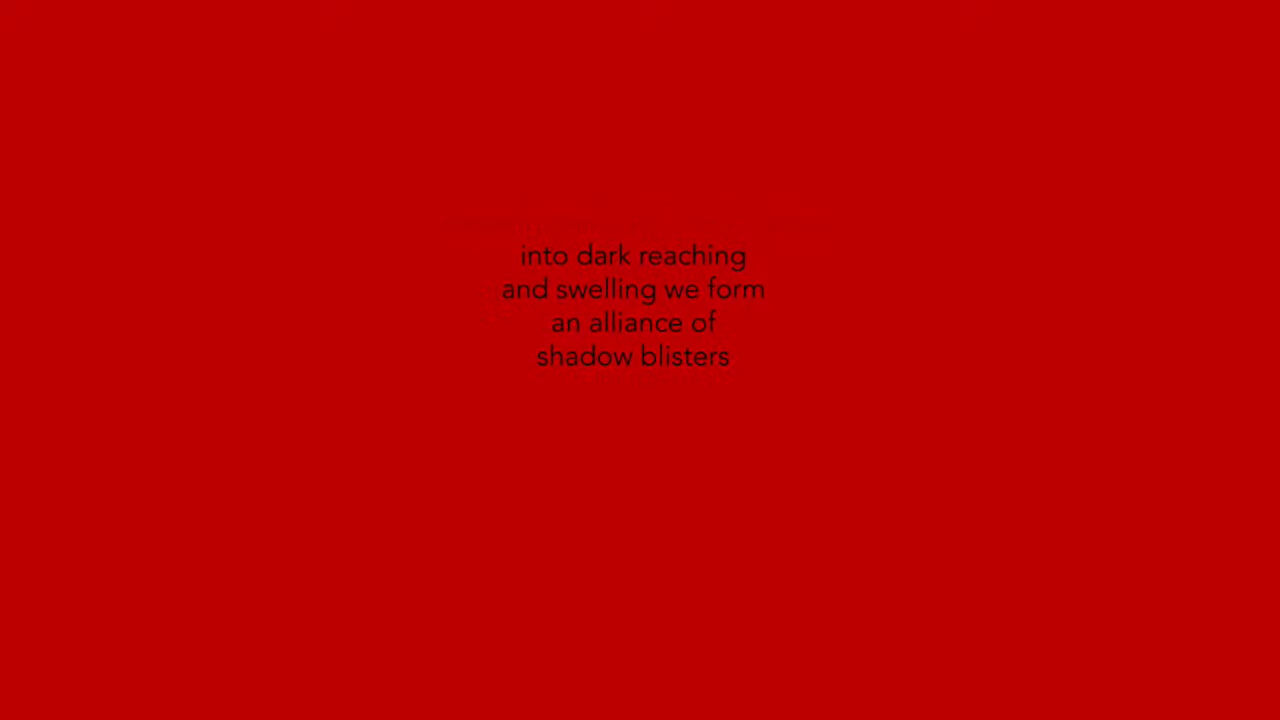 into dark reaching
and swelling we form
an alliance of
shadow blisters